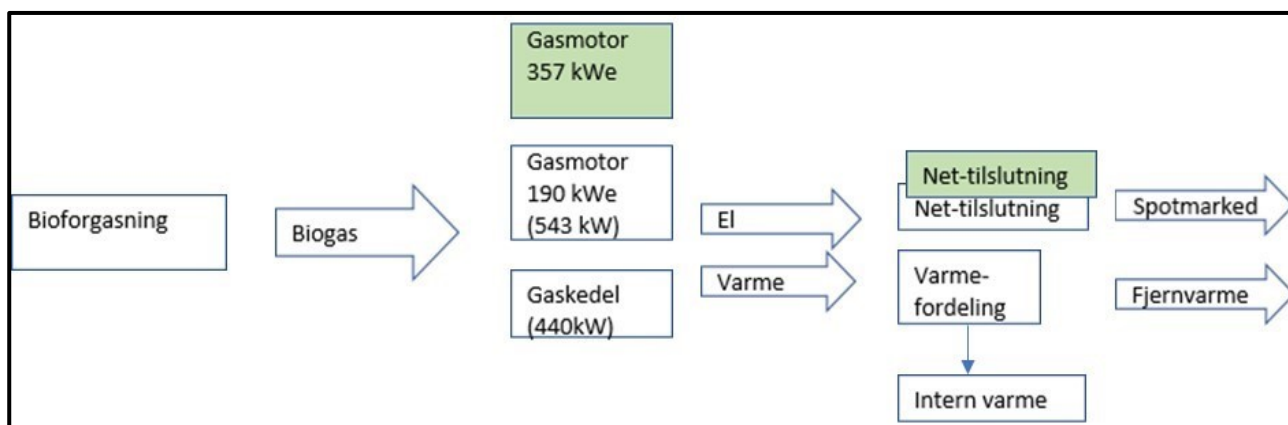 Gasmotor
357 kWe
Gasmotor
190 kWe
(543 kW)
Gaskedel
(440kW)
Bioforgasning
Biogas
El
Varme
Net-tilslutning
Net-tilslutning
Varme-
fordeling
Intern varme
Spotmarked
Fjernvarme